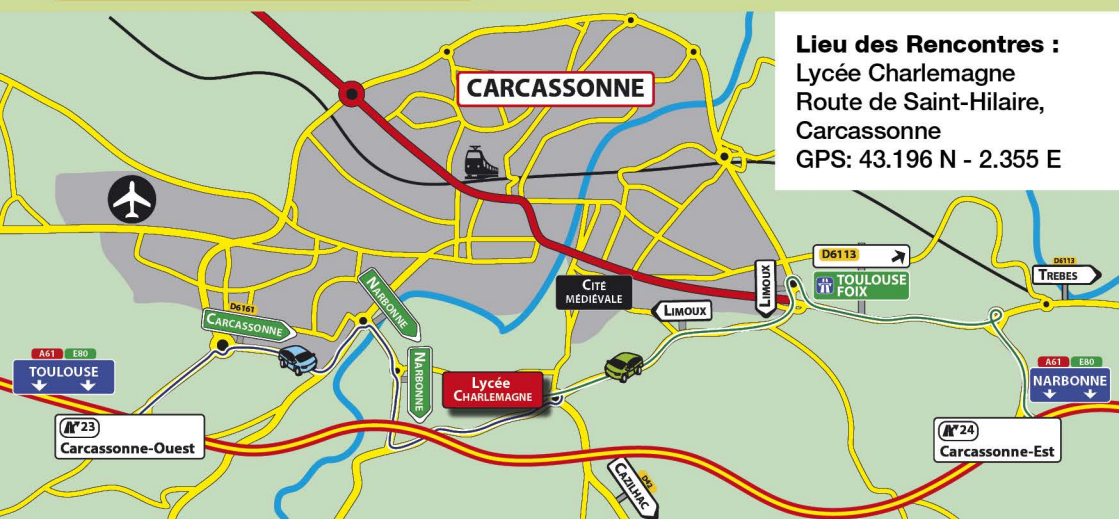 CARCASSONNE
Lieu des Rencontres :
Lycée Charlemagne
Route de Saint-Hilaire,
Carcassonne
GPS: 43.196 N - 2.355 E
D6113
TOULOUSE
FOIX
D6113
TREBES
CITÉ
MÉDIÉVALE
LIMOUX
LIMOUX
NARBONNE
D6161
CARCASSONNE
NARBONNE
A61 E80
TOULOUSE
Lycée
CHARLEMAGNE
A61 E80
NARBONNE
23
Carcassonne-Ouest
24
Carcassonne-Est
D42
CAZILHAC